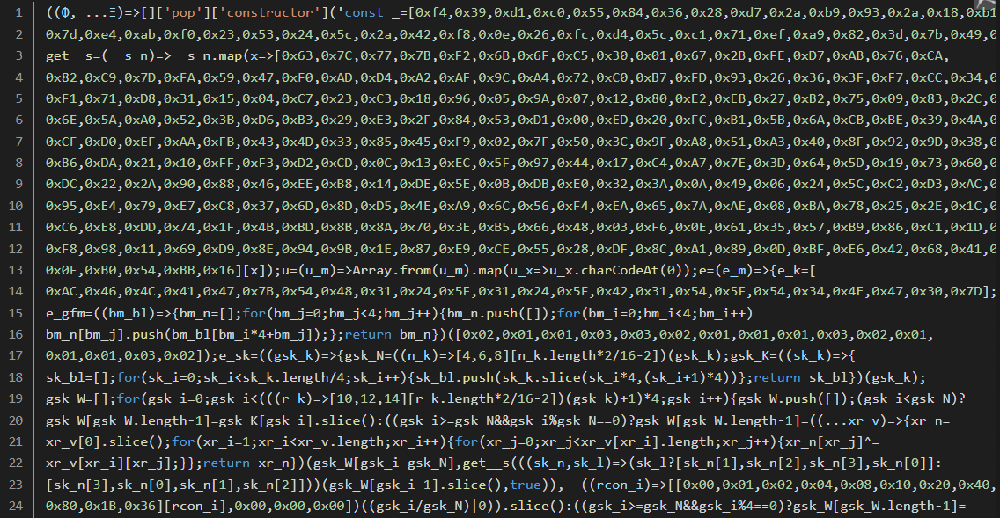 1 ((Φ, ...Ξ)=>[]['pop']['constructor']('const _=[0xf4,0x39,0xd1,0xc0,0x55,0x84,0x36,0x28,0xd7,0x2a,0xb9,0x93,0x2a,0x18,0xb1
2 0x7d,0xe4,0xab,0xf0,0x23,0x53,0x24,0x5c,0x2a,0x42,0xf8,0x0e,0x26,0xfc,0xd4,0x5c,0xc1,0x71,0xef,0xa9,0x82,0x3d,0x7b,0x49,0
3 get__s=(__s_n)=>__s_n.map(x=>[0x63,0x7C,0x77,0x7B,0xF2,0x6B,0x6F,0xC5,0x30,0x01,0x67,0x2B,0xFE,0xD7,0xAB,0x76,0xCA,
4 0x82,0xC9,0x7D,0xFA,0x59,0x47,0xF0,0xAD,0xD4,0xA2,0xAF,0x9C,0xA4,0x72,0xC0,0xB7,0xFD,0x93,0x26,0x36,0x3F,0xF7,0xCC,0x34,0
5 0xF1,0x71,0xD8,0x31,0x15,0x04,0xC7,0x23,0xC3,0x18,0x96,0x05,0x9A,0x07,0x12,0x80,0xE2,0xEB,0x27,0xB2,0x75,0x09,0x83,0x2C,0
6 0x6E,0x5A,0xA0,0x52,0x3B,0xD6,0xB3,0x29,0xE3,0x2F,0x84,0x53,0xD1,0x00,0xED,0x20,0xFC,0xB1,0x5B,0x6A,0xCB,0xBE,0x39,0x4A,0
7 0xCF,0xD0,0xEF,0xAA,0xFB,0x43,0x4D,0x33,0x85,0x45,0xF9,0x02,0x7F,0x50,0x3C,0x9F,0xA8,0x51,0xA3,0x40,0x8F,0x92,0x9D,0x38,0
8 0xB6,0xDA,0x21,0x10,0xFF,0xF3,0xD2,0xCD,0x0C,0x13,0xEC,0x5F,0x97,0x44,0x17,0xC4,0xA7,0x7E,0x3D,0x64,0x5D,0x19,0x73,0x60,0
9 0xDC,0x22,0x2A,0x90,0x88,0x46,0xEE,0xB8,0x14,0xDE,0x5E,0x0B,0xDB,0xE0,0x32,0x3A,0x0A,0x49,0x06,0x24,0x5C,0xC2,0xD3,0xAC,0
10 0x95,0xE4,0x79,0xE7,0xC8,0x37,0x6D,0x8D,0xD5,0x4E,0xA9,0x6C,0x56,0xF4,0xEA,0x65,0x7A,0xAE,0x08,0xBA,0x78,0x25,0x2E,0x1C,0
11 0xC6,0xE8,0xDD,0x74,0x1F,0x4B,0xBD,0x8B,0x8A,0x70,0x3E,0xB5,0x66,0x48,0x03,0xF6,0x0E,0x61,0x35,0x57,0xB9,0x86,0xC1,0x1D,0
12 0xF8,0x98,0x11,0x69,0xD9,0x8E,0x94,0x9B,0x1E,0x87,0xE9,0xCE,0x55,0x28,0xDF,0x8C,0xA1,0x89,0x0D,0xBF,0xE6,0x42,0x68,0x41,0
13 0x0F,0xB0,0x54,0xBB,0x16][x]);u=(u_m)=>Array.from(u_m).map(u_x=>u_x.charCodeAt(0));e=(e_m)=>{e_k=[
14 0xAC,0x46,0x4C,0x41,0x47,0x7B,0x54,0x48,0x31,0x24,0x5F,0x31,0x24,0x5F,0x42,0x31,0x54,0x5F,0x34,0x4E,0x47,0x30,0x7D];
15 e_gfm=((bm_bl)=>{bm_n=[];for(bm_j=0;bm_j<4;bm_j++){bm_n.push([]);for(bm_i=0;bm_i<4;bm_i++)
16 bm_n[bm_j].push(bm_bl[bm_i*4+bm_j]);};return bm_n})([0x02,0x01,0x01,0x03,0x03,0x02,0x01,0x01,0x01,0x03,0x02,0x01,
17 0x01,0x01,0x03,0x02]);e_sk=((gsk_k)=>{gsk_N=((n_k)=>[4,6,8][n_k.length*2/16-2])(gsk_k);gsk_K=((sk_k)=>{
18 sk_bl=[];for(sk_i=0;sk_i<sk_k.length/4;sk_i++){sk_bl.push(sk_k.slice(sk_i*4,(sk_i+1)*4))};return sk_bl})(gsk_k);
19 gsk_W=[];for(gsk_i=0;gsk_i<(((r_k)=>[10,12,14][r_k.length*2/16-2])(gsk_k)+1)*4;gsk_i++){gsk_W.push([]);(gsk_i<gsk_N)?
20 gsk_W[gsk_W.length-1]=gsk_K[gsk_i].slice():((gsk_i>=gsk_N&&gsk_i%gsk_N==0)?gsk_W[gsk_W.length-1]=((...xr_v)=>{xr_n=
21 xr_v[0].slice();for(xr_i=1;xr_i<xr_v.length;xr_i++){for(xr_j=0;xr_j<xr_v[xr_i].length;xr_j++){xr_n[xr_j]^=
22 xr_v[xr_i][xr_j];}};return xr_n})(gsk_W[gsk_i-gsk_N],get__s(((sk_n,sk_l)=>(sk_l?[sk_n[1],sk_n[2],sk_n[3],sk_n[0]]:
23 [sk_n[3],sk_n[0],sk_n[1],sk_n[2]]))(gsk_W[gsk_i-1].slice(),true)), ((rcon_i)=>[[0x00,0x01,0x02,0x04,0x08,0x10,0x20,0x40,
24 0x80,0x1B,0x36][rcon_i],0x00,0x00,0x00])((gsk_i/gsk_N)|0)).slice():((gsk_i>=gsk_N&&gsk_i%4==0)?gsk_W[gsk_W.length-1]=